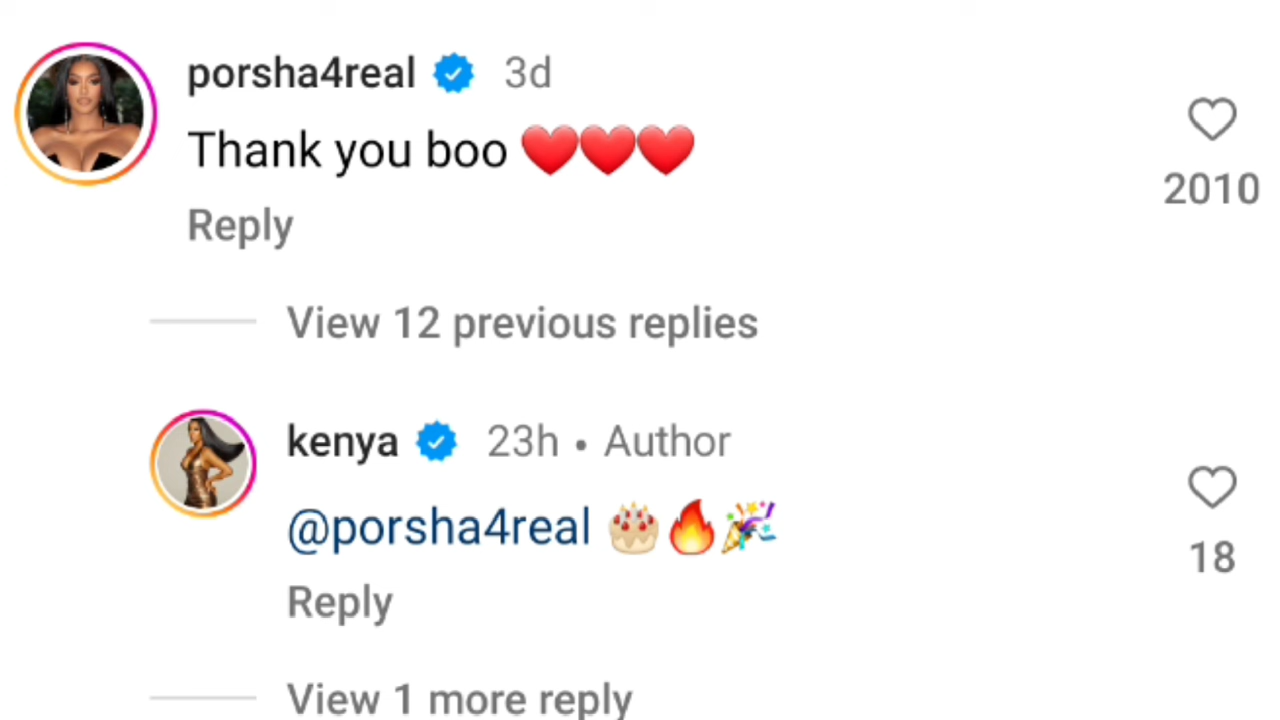 porsha4real 3d
Thank you boo ❤️❤️❤️
2010
Reply
View 12 previous replies
kenya 23h • Author
@porsha4real 🎂🔥🎉
18
Reply
View 1 more reply